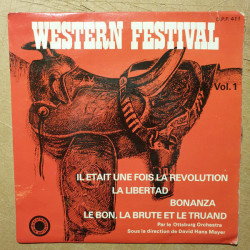 WESTERN FESTIVAL
Vol. 1
IL ETAIT UNE FOIS LA REVOLUTION
LA LIBERTAD
BONANZA
LE BON, LA BRUTE ET LE TRUAND
Par le Ottsburg Orchestra
Sous la direction de David Hans Mayer